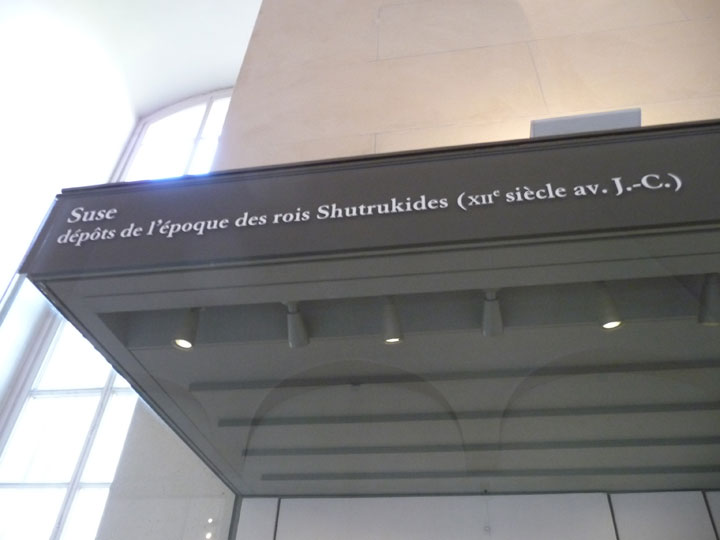 Suse
dépôts de l'époque des rois Shutrukides (XIIe siècle av. J.-C.)